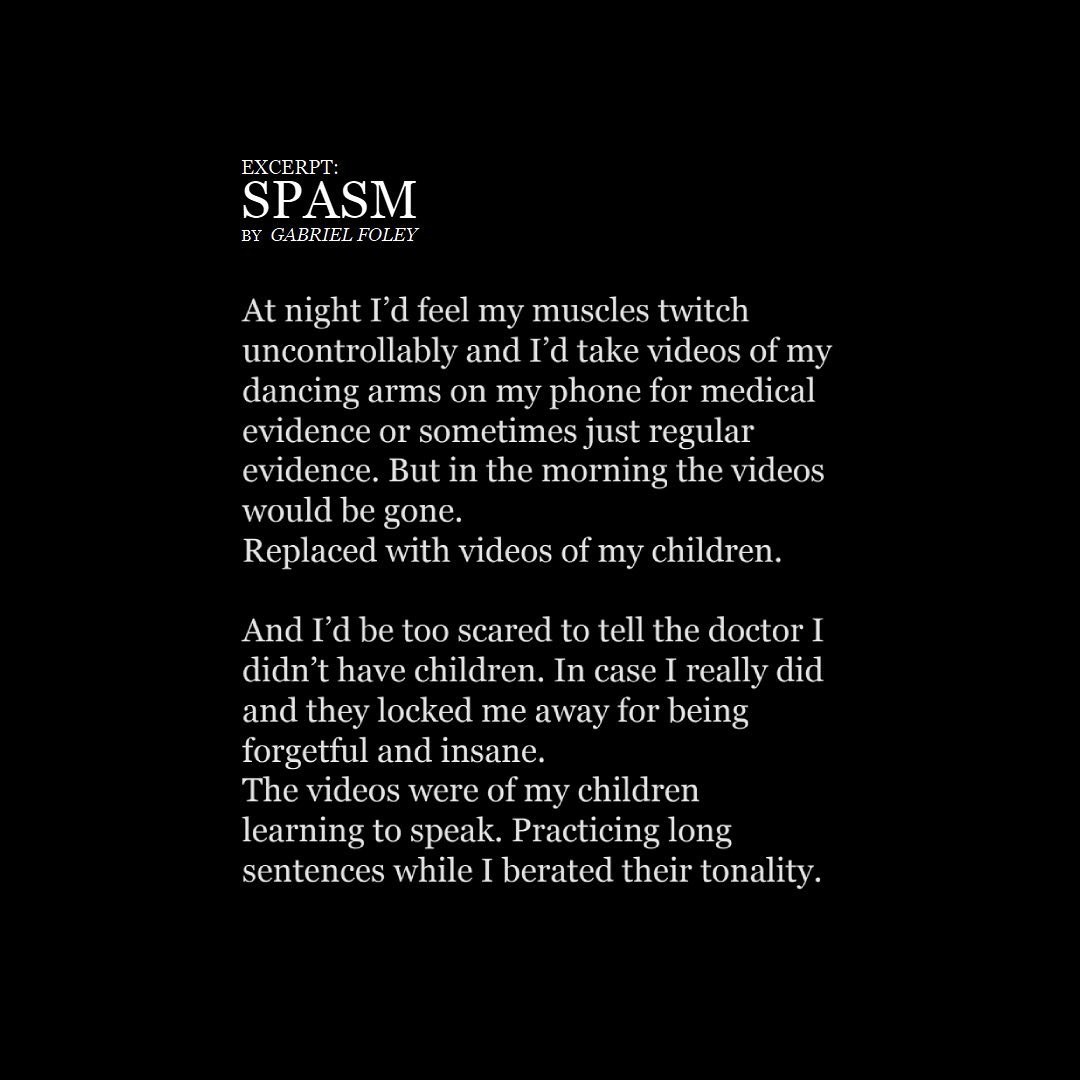 EXCERPT:
SPASM
BY GABRIEL FOLEY
At night I’d feel my muscles twitch
uncontrollably and I’d take videos of my
dancing arms on my phone for medical
evidence or sometimes just regular
evidence. But in the morning the videos
would be gone.
Replaced with videos of my children.
And I’d be too scared to tell the doctor I
didn’t have children. In case I really did
and they locked me away for being
forgetful and insane.
The videos were of my children
learning to speak. Practicing long
sentences while I berated their tonality.